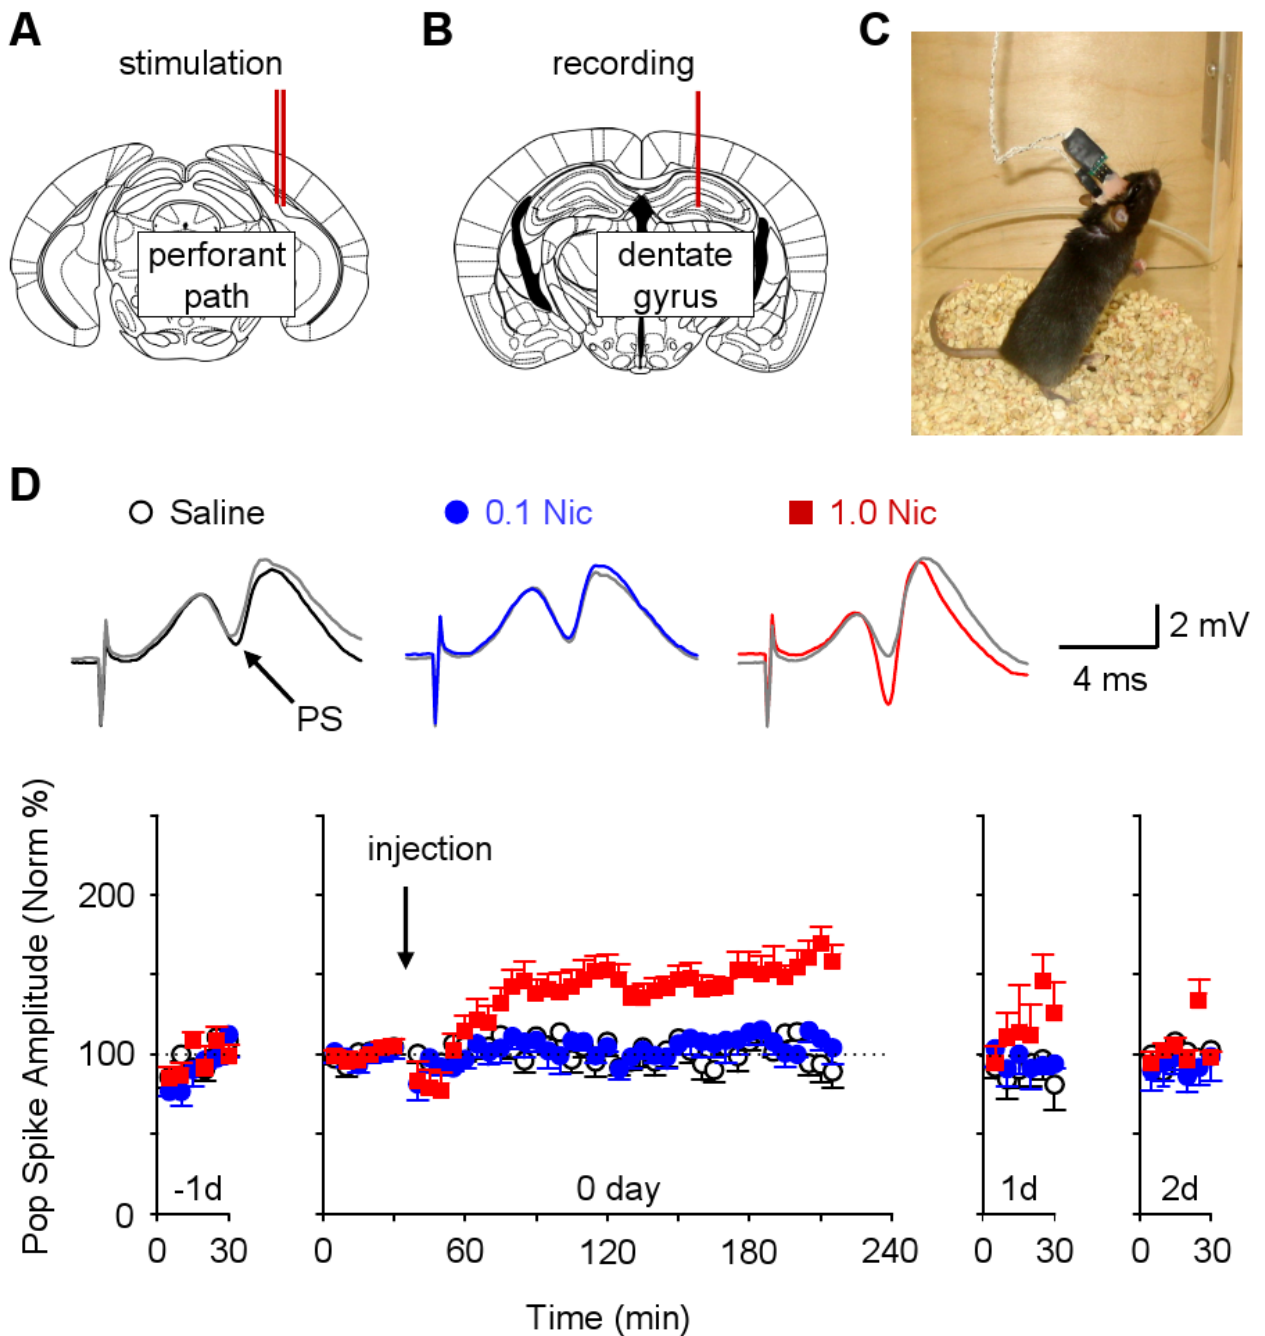 A
B
C
stimulation
recording
perforant
path
dentate
gyrus
D
Saline
0.1 Nic
1.0 Nic
PS
2 mV
4 ms
Pop Spike Amplitude (Norm %)
200
100
0
injection
-1d
0 day
1d
2d
0
30
0
60
120
180
240
0
30
0
30
Time (min)